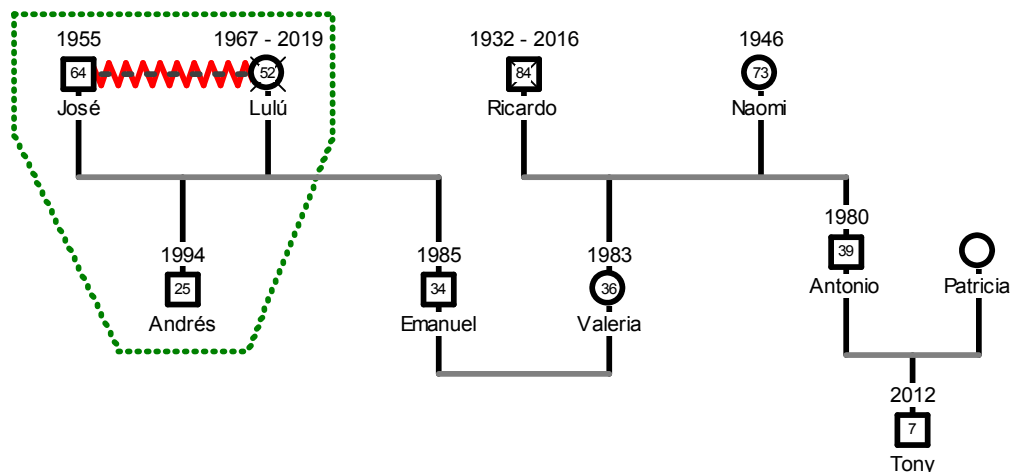 1955
1967 - 2019
1932 - 2016
1946
64
52
84
73
José
Lulú
Ricardo
Naomi
1980
39
Antonio
Patricia
1994
1985
1983
25
34
36
Andrés
Emanuel
Valeria
2012
7
Tony